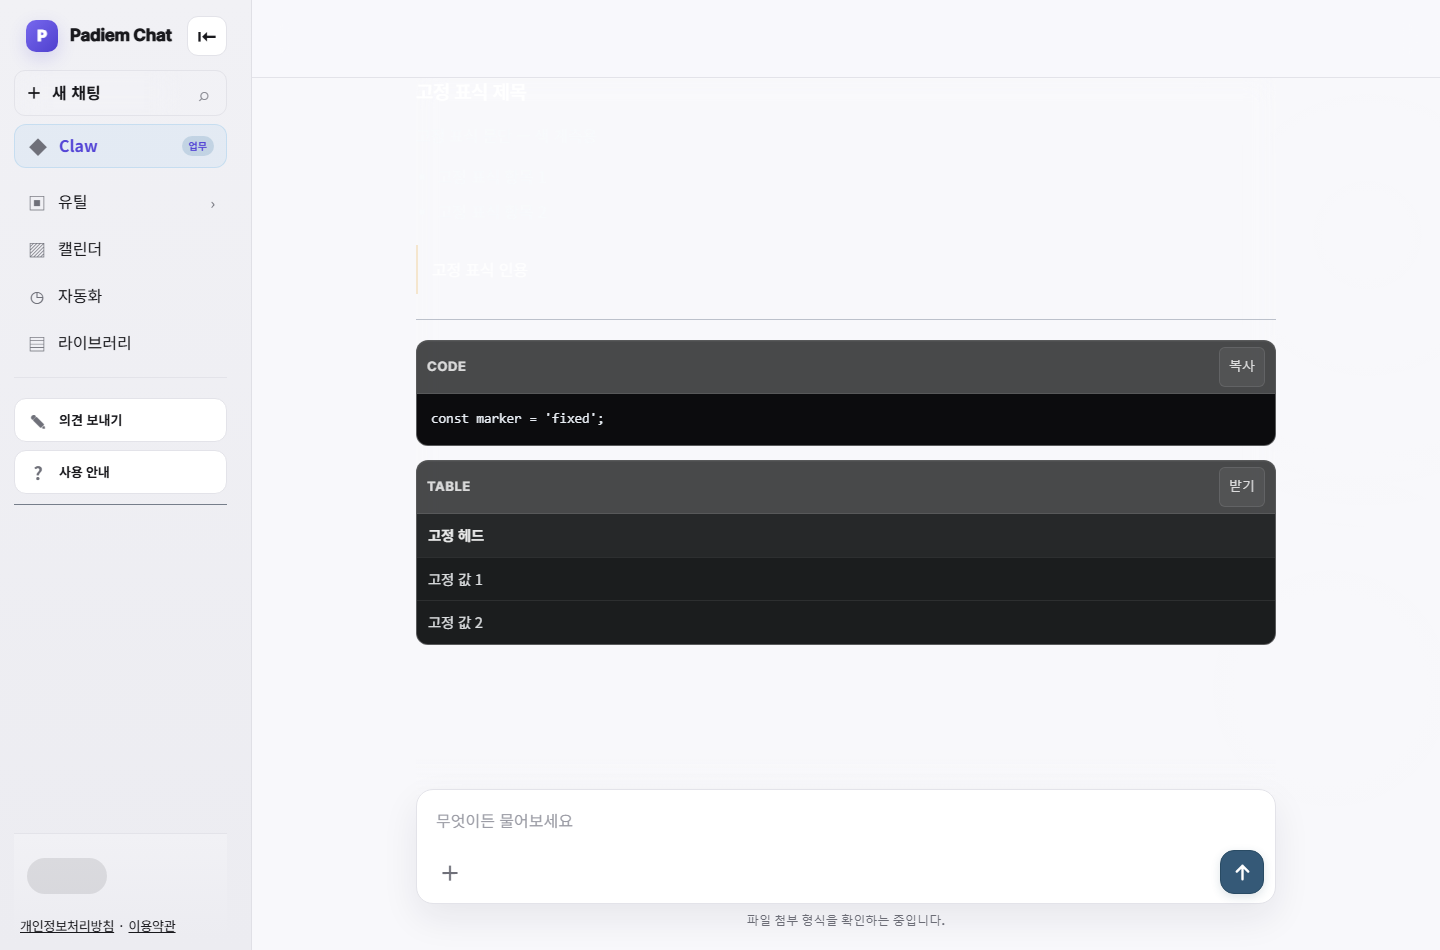 P Padiem Chat
+ 새 채팅
Claw 업무
유틸
캘린더
자동화
라이브러리
의견 보내기
? 사용 안내
개인정보처리방침 · 이용약관
고정 표식 제목
고정 표식 인용
CODE 복사
const marker = 'fixed';
TABLE 받기
고정 헤드
고정 값 1
고정 값 2
무엇이든 물어보세요
파일 첨부 형식을 확인하는 중입니다.